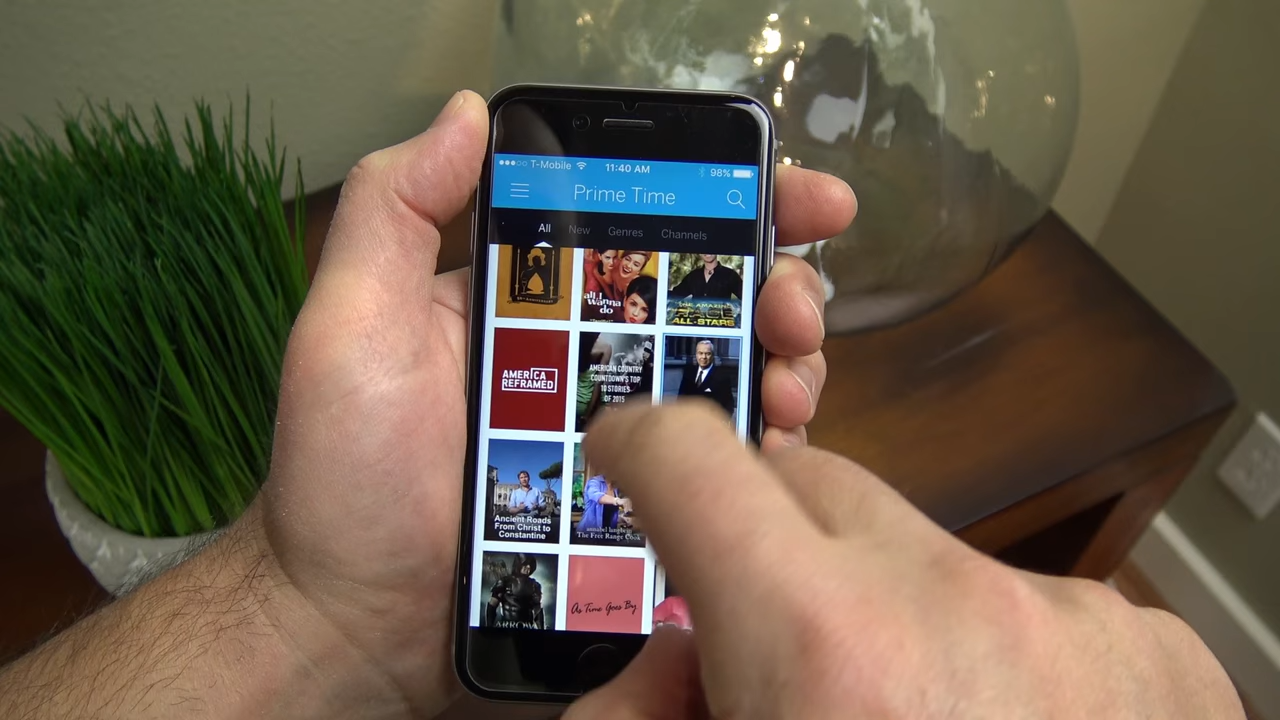 T-Mobile
11:40 AM
98%
Prime Time
All
New
Genres
Channels
all i
wanna
do
THE AMAZING
RACE
ALL-STARS
AMERICA
REFRAMED
AMERICAN COUNTRY
COUNTDOWN'S TOP
10 STORIES
OF 2015
Ancient Roads
From Christ to
Constantine
annabel
The Free Range Cook
ARROW
As Time Goes By